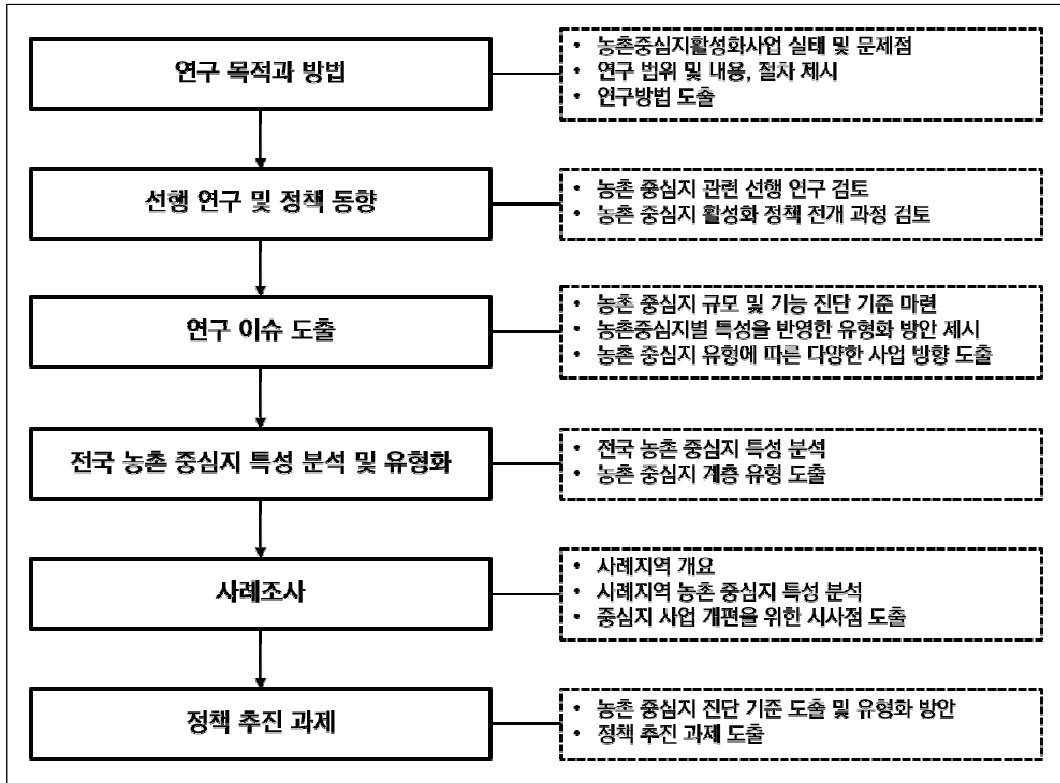 연구 목적과 방법
• 농촌중심지활성화사업 실태 및 문제점
• 연구 범위 및 내용, 절차 제시
• 연구방법 도출
선행 연구 및 정책 동향
• 농촌 중심지 관련 선행 연구 검토
• 농촌 중심지 활성화 정책 전개 과정 검토
연구 이슈 도출
• 농촌 중심지 규모 및 기능 진단 기준 마련
• 농촌중심지별 특성을 반영한 유형화 방안 제시
• 농촌 중심지 유형에 따른 다양한 사업 방향 도출
전국 농촌 중심지 특성 분석 및 유형화
• 전국 농촌 중심지 특성 분석
• 농촌 중심지 계층 유형 도출
사례조사
• 사례지역 개요
• 사례지역 농촌 중심지 특성 분석
• 중심지 사업 개편을 위한 시사점 도출
정책 추진 과제
• 농촌 중심지 진단 기준 도출 및 유형화 방안
• 정책 추진 과제 도출